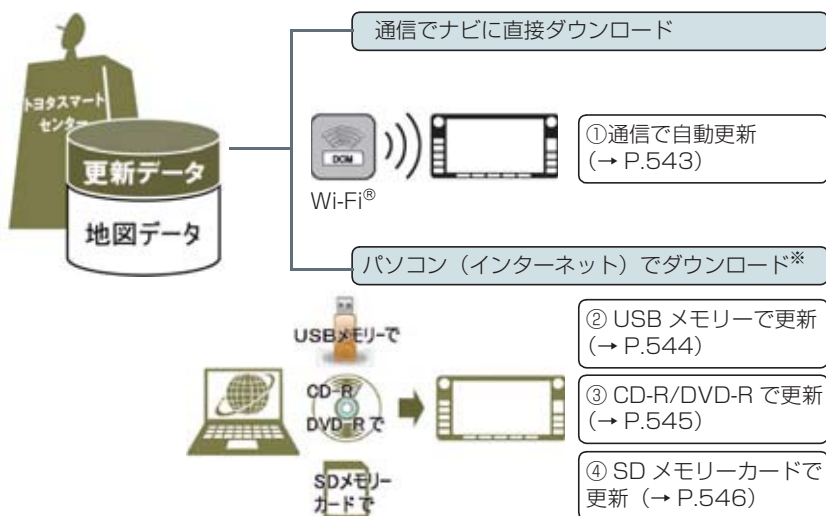 通信でナビに直接ダウンロード
トヨタスマート
センター
更新データ
地図データ
DCM
Wi-Fi®
①通信で自動更新
（→ P.543）
パソコン（インターネット）でダウンロード※
USBメモリーで
② USB メモリーで更新
（→ P.544）
CD-R/
DVD-Rで
③ CD-R/DVD-R で更新
（→ P.545）
SDメモリー
カードで
④ SD メモリーカードで
更新（→ P.546）